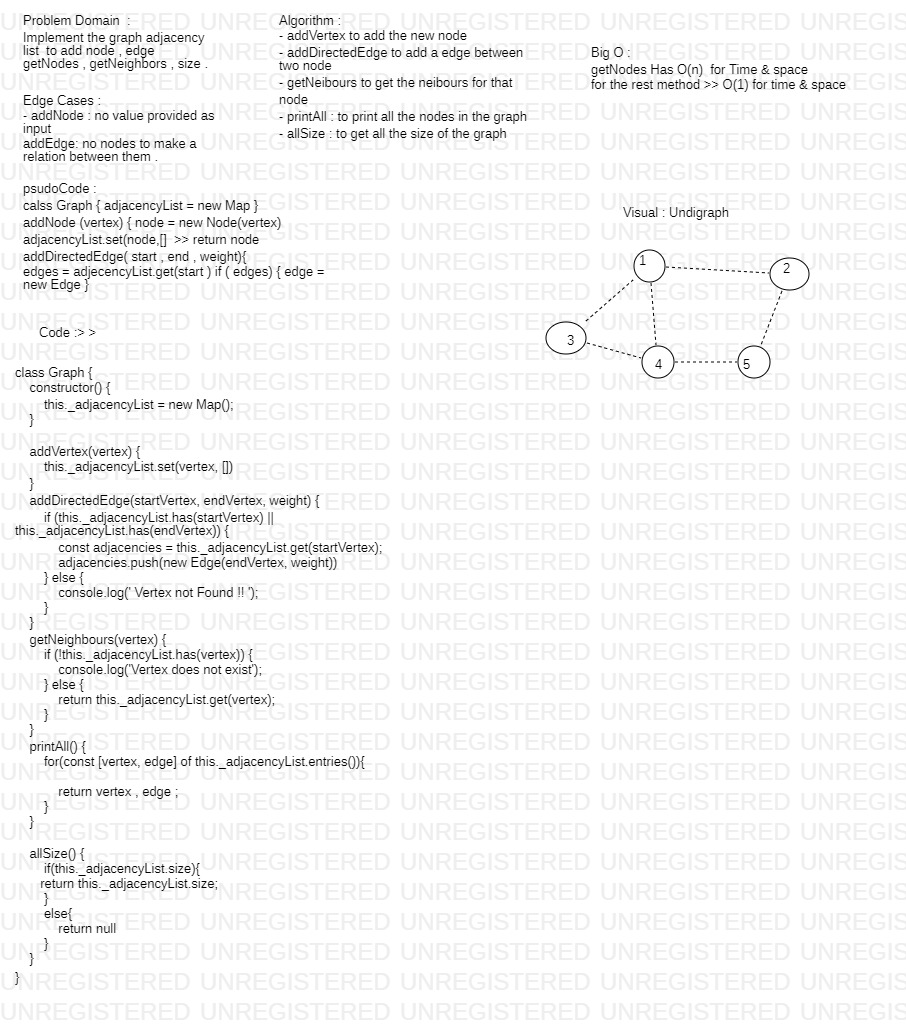 Problem Domain  :
Implement the graph adjacency
list  to add node , edge
getNodes , getNeighbors , size .
Edge Cases :
- addNode : no value provided as
input
addEdge: no nodes to make a
relation between them .
Algorithm :
- addVertex to add the new node
- addDirectedEdge to add a edge between
two node
- getNeibours to get the neibours for that
node
- printAll : to print all the nodes in the graph
- allSize : to get all the size of the graph
Big O :
getNodes Has O(n)  for Time & space
for the rest method >> O(1) for time & space
psudoCode :
calss Graph { adjacencyList = new Map }
addNode (vertex) { node = new Node(vertex)
adjacencyList.set(node,[]  >> return node
addDirectedEdge( start , end , weight){
edges = adjecencyList.get(start ) if ( edges) { edge =
new Edge }
Visual : Undigraph
1
2
3
4
5
Code :> >
class Graph {
    constructor() {
        this._adjacencyList = new Map();
    }
    addVertex(vertex) {
        this._adjacencyList.set(vertex, [])
    }
    addDirectedEdge(startVertex, endVertex, weight) {
        if (this._adjacencyList.has(startVertex) ||
this._adjacencyList.has(endVertex)) {
            const adjacencies = this._adjacencyList.get(startVertex);
            adjacencies.push(new Edge(endVertex, weight))
        } else {
            console.log(' Vertex not Found !! ');
        }
    }
    getNeighbours(vertex) {
        if (!this._adjacencyList.has(vertex)) {
            console.log('Vertex does not exist');
        } else {
            return this._adjacencyList.get(vertex);
        }
    }
    printAll() {
        for(const [vertex, edge] of this._adjacencyList.entries()){
            return vertex , edge ;
        }
    }
    allSize() {
        if(this._adjacencyList.size){
       return this._adjacencyList.size;
        }
        else{
            return null
        }
    }
}
UNREGISTERED